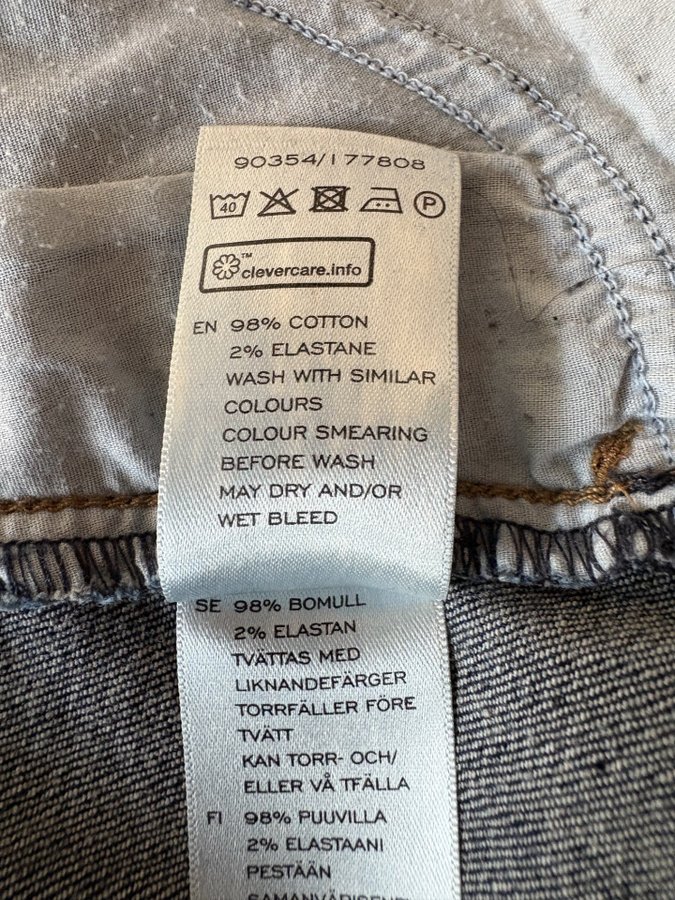 90354/177808
40 P
™
clevercare.info
EN 98% COTTON
2% ELASTANE
WASH WITH SIMILAR
COLOURS
COLOUR SMEARING
BEFORE WASH
MAY DRY AND/OR
WET BLEED
SE 98% BOMULL
2% ELASTAN
TVÄTTAS MED
LIKNANDEFÄRGER
TORRFÄLLER FÖRE
TVÄTT
KAN TORR- OCH/
ELLER VÅ TFÄLLA
FI 98% PUUVILLA
2% ELASTAANI
PESTÄÄN